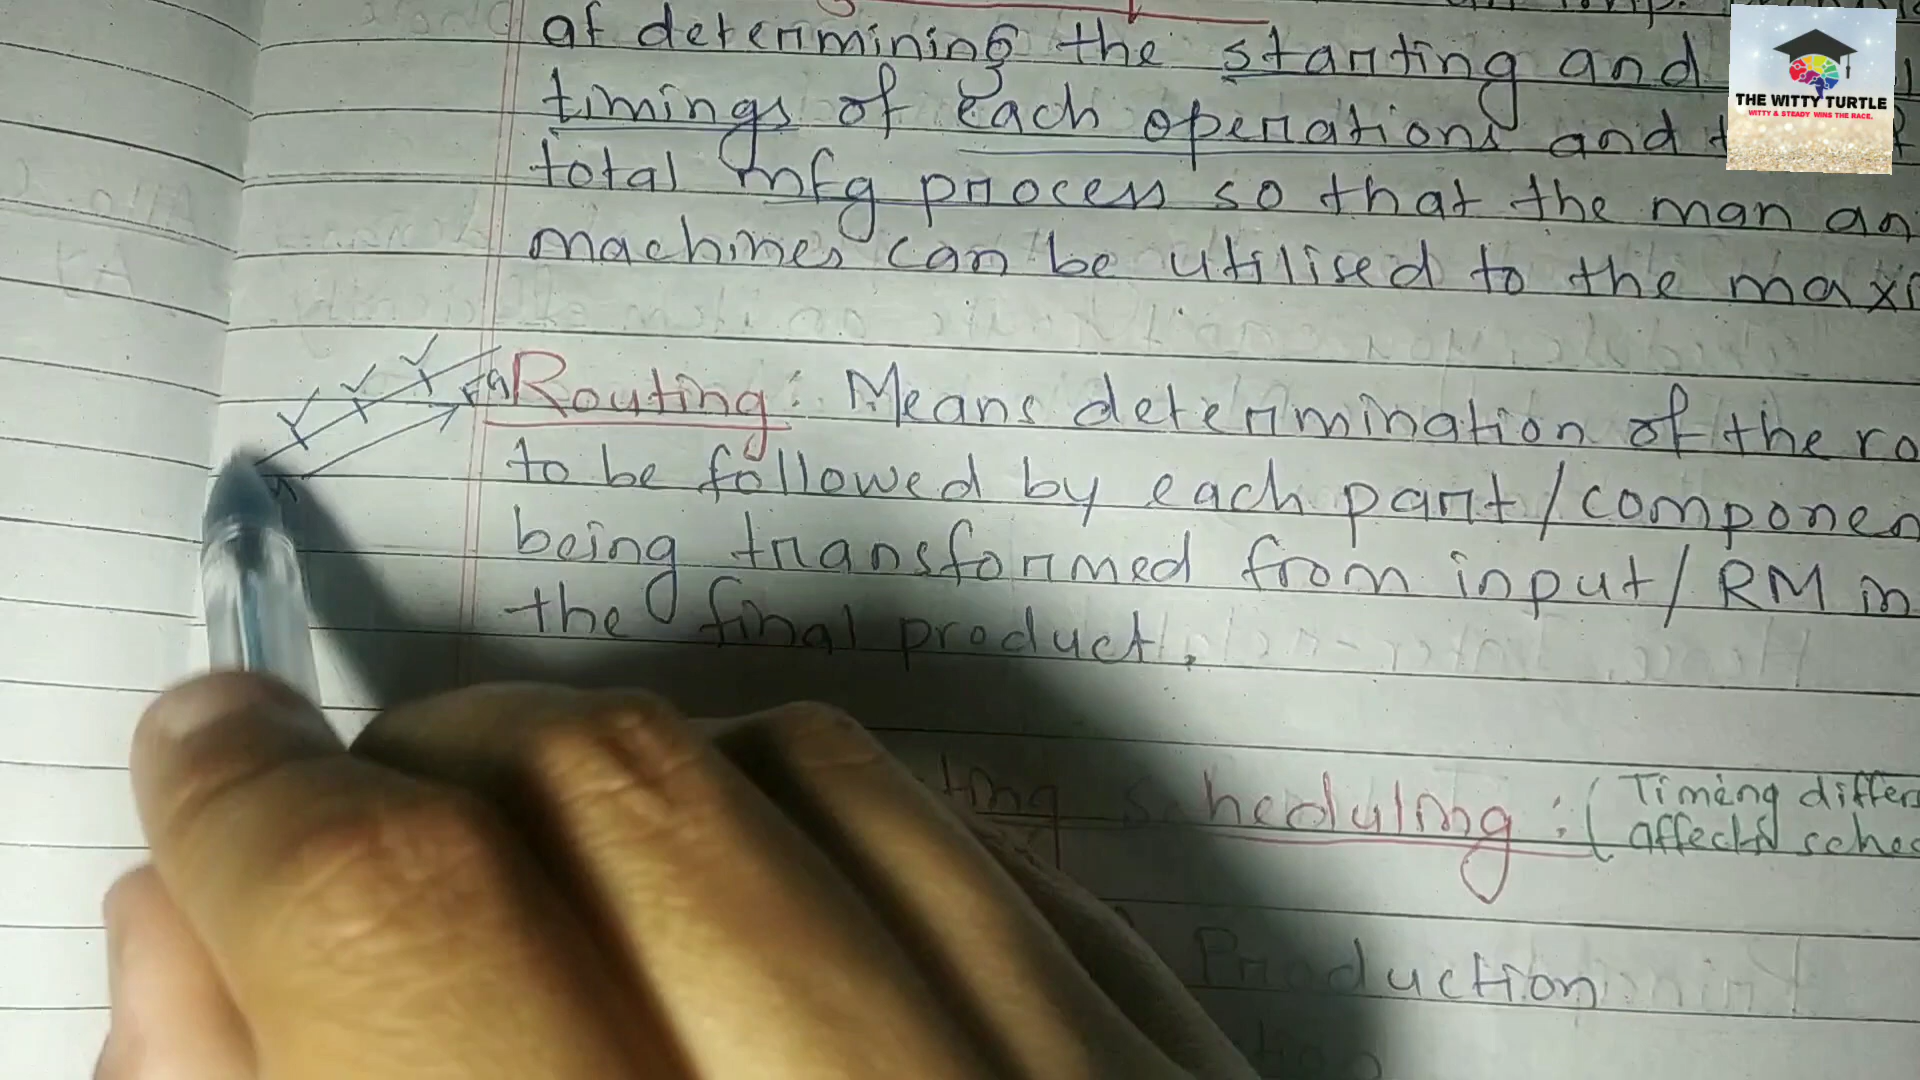 of determining the starting and
timings of each operations and
total mfg process so that the man an
machines can be utilised to the maxi
Routing: Means determination of the ro
to be followed by each part/componen
being transformed from input/RM in
the final product.
ting scheduling: (Timing differ
affects sched
Production
THE WITTY TURTLE
WITTY & STEADY WINS THE RACE.